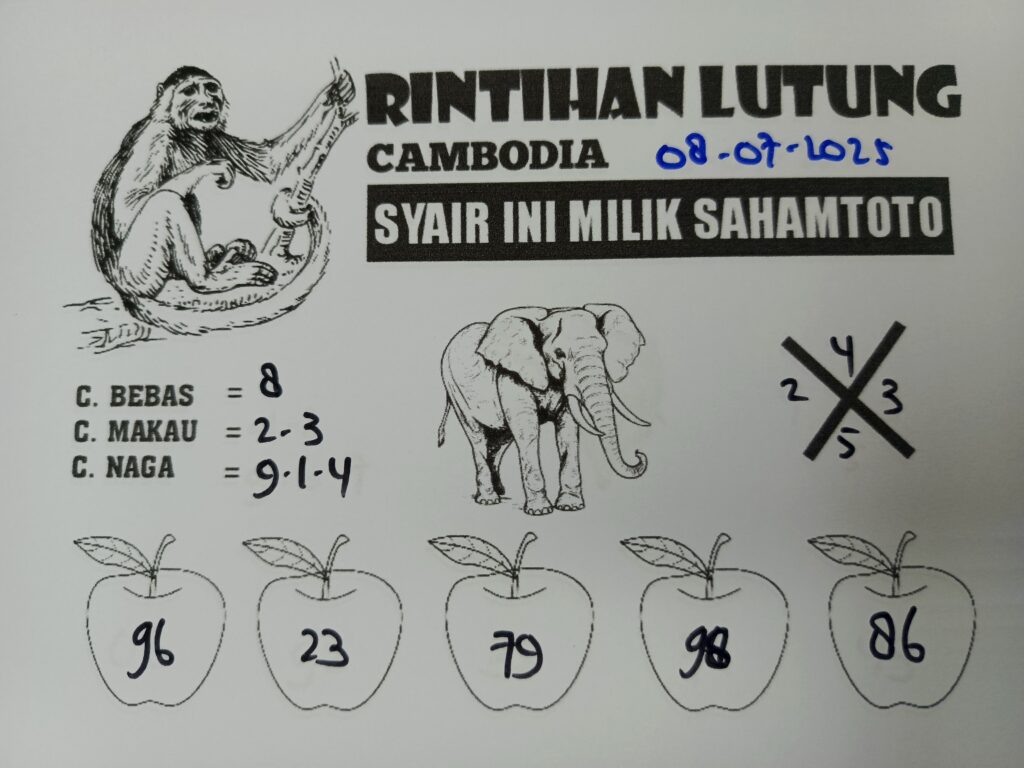 RINTIHAN LUTUNG
CAMBODIA 08-07-2025
SYAIR INI MILIK SAHAMTOTO
C. BEBAS = 8
C. MAKAU = 2-3
C. NAGA = 9-1-4
4
2 3
5
96 23 79 98 86